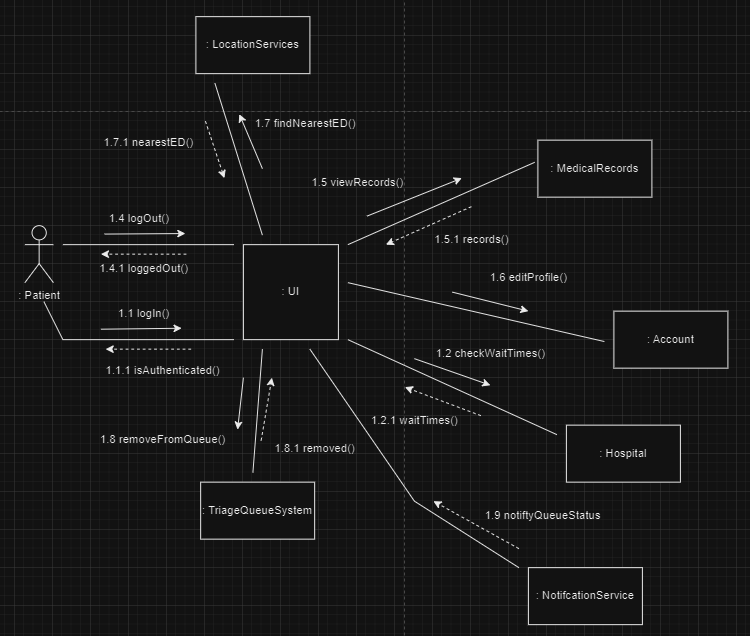 : LocationServices
1.7 findNearestED()
1.7.1 nearestED()
: MedicalRecords
1.5 viewRecords()
1.4 logOut()
1.5.1 records()
1.4.1 loggedOut()
1.6 editProfile()
: Patient
: UI
1.1 logIn()
: Account
1.2 checkWaitTimes()
1.1.1 isAuthenticated()
1.2.1 waitTimes()
1.8 removeFromQueue()
1.8.1 removed()
: Hospital
: TriageQueueSystem
1.9 notiftyQueueStatus
: NotifcationService